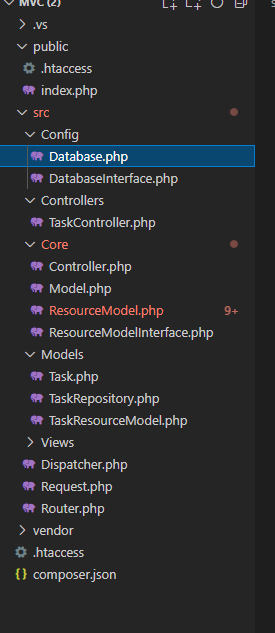 MVC (2)
.vs
public
.htaccess
index.php
src
Config
Database.php
DatabaseInterface.php
Controllers
TaskController.php
Core
Controller.php
Model.php
ResourceModel.php 9+
ResourceModelInterface.php
Models
Task.php
TaskRepository.php
TaskResourceModel.php
Views
Dispatcher.php
Request.php
Router.php
vendor
.htaccess
composer.json